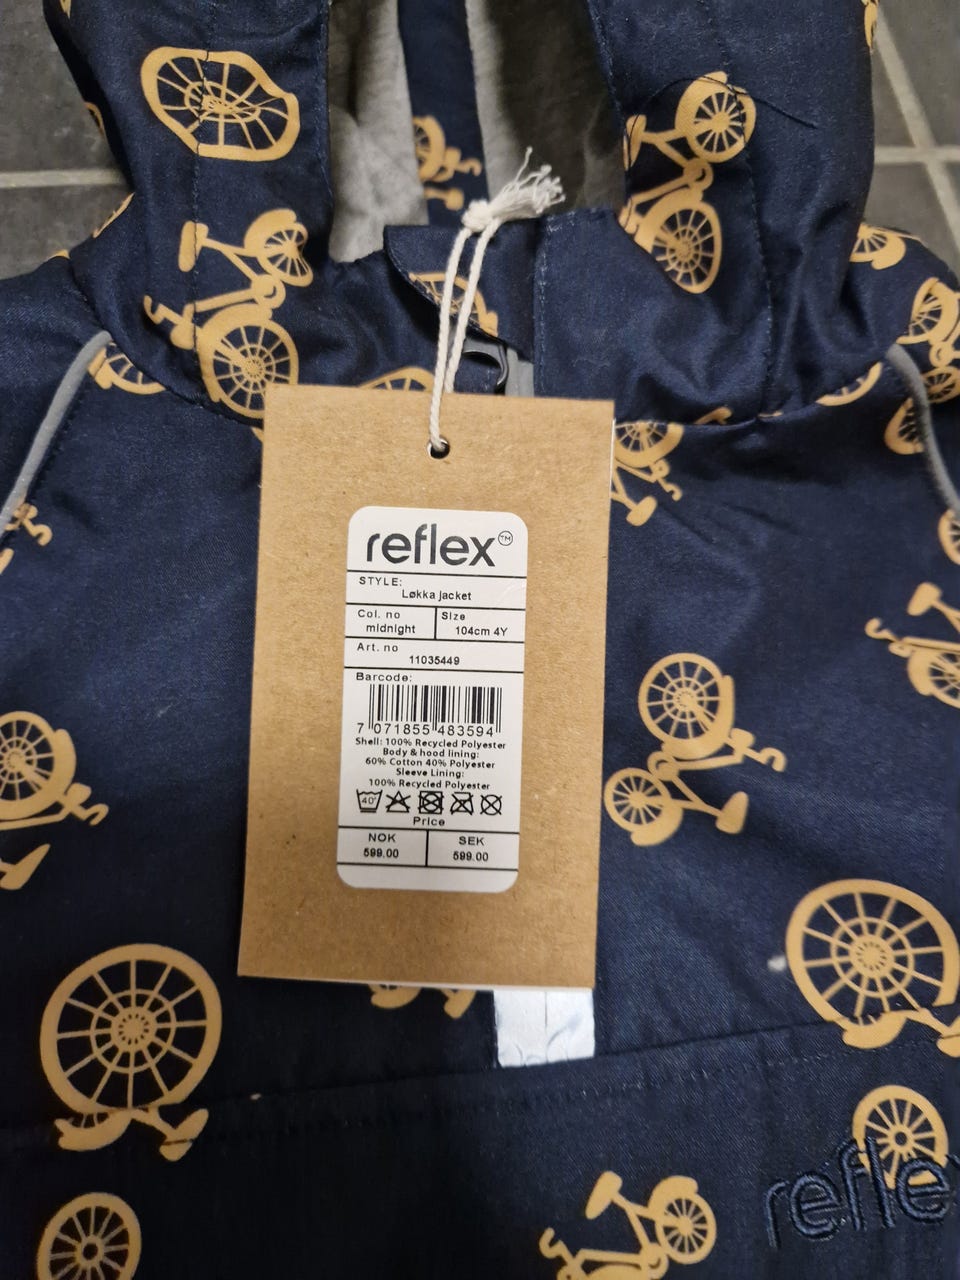 reflex™
STYLE:
Løkka jacket
Col. no
midnight
Size
104cm 4Y
Art. no
11035449
Barcode:
7 071855 483594
Shell: 100% Recycled Polyester
Body & hood lining:
60% Cotton 40% Polyester
Sleeve Lining:
100% Recycled Polyester
40°
Price
NOK
599.00
SEK
599.00
refle